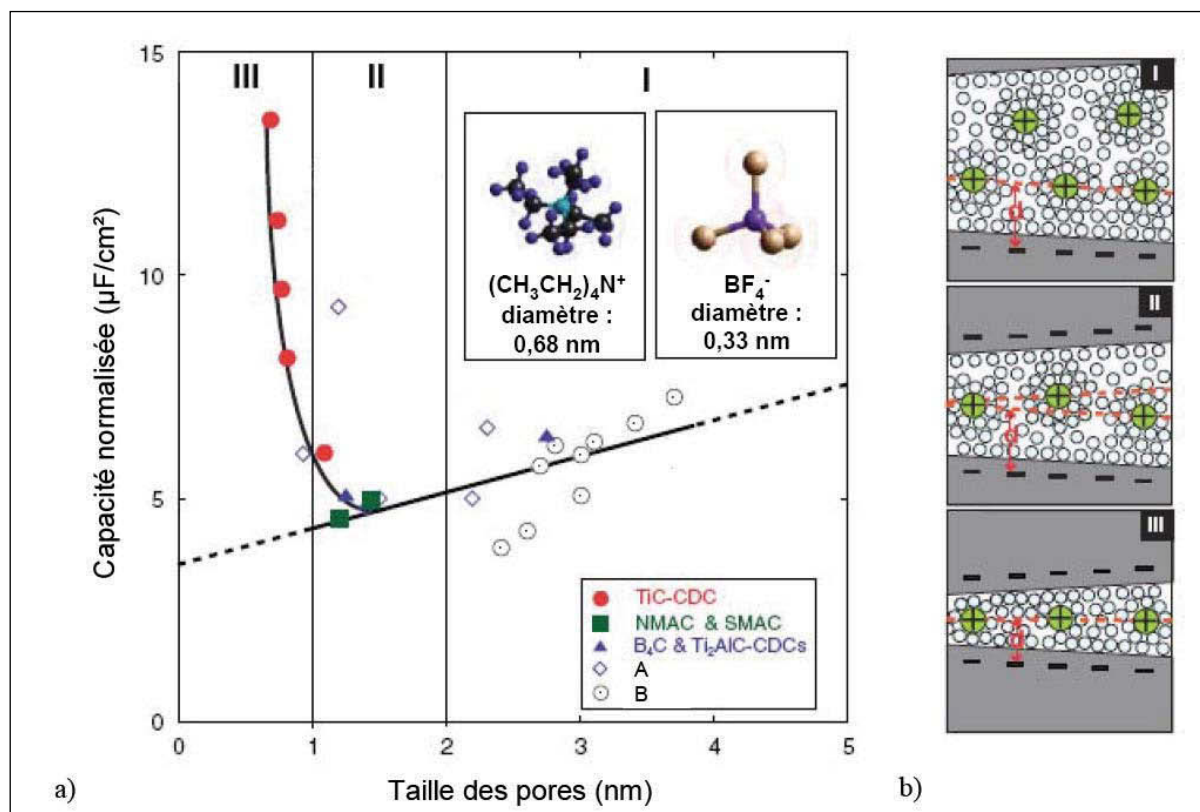 15
10
5
0
Capacité normalisée (µF/cm²)
III
II
I
(CH₃CH₂)₄N⁺
diamètre :
0,68 nm
BF₄⁻
diamètre :
0,33 nm
TiC-CDC
NMAC & SMAC
B₄C & Ti₂AlC-CDCs
A
B
0 1 2 3 4 5
Taille des pores (nm)
a)
I
d
II
d
III
d
b)